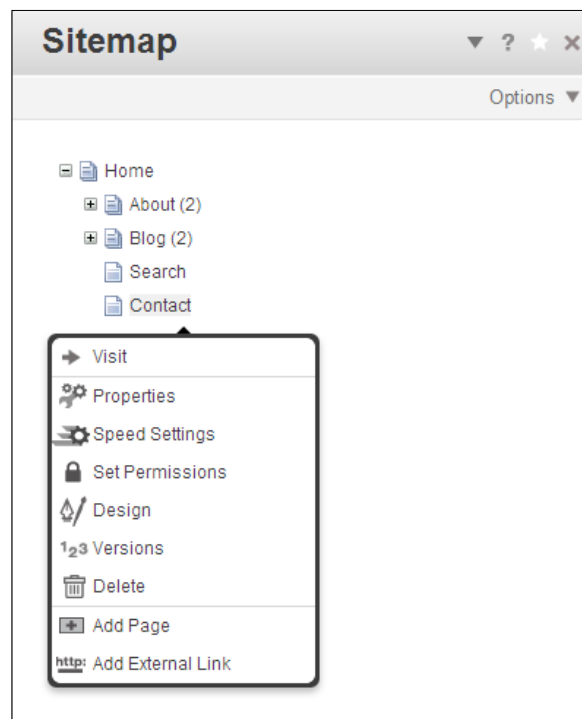 Sitemap ?
Options
Home
About (2)
Blog (2)
Search
Contact
Visit
Properties
Speed Settings
Set Permissions
Design
123 Versions
Delete
Add Page
http: Add External Link